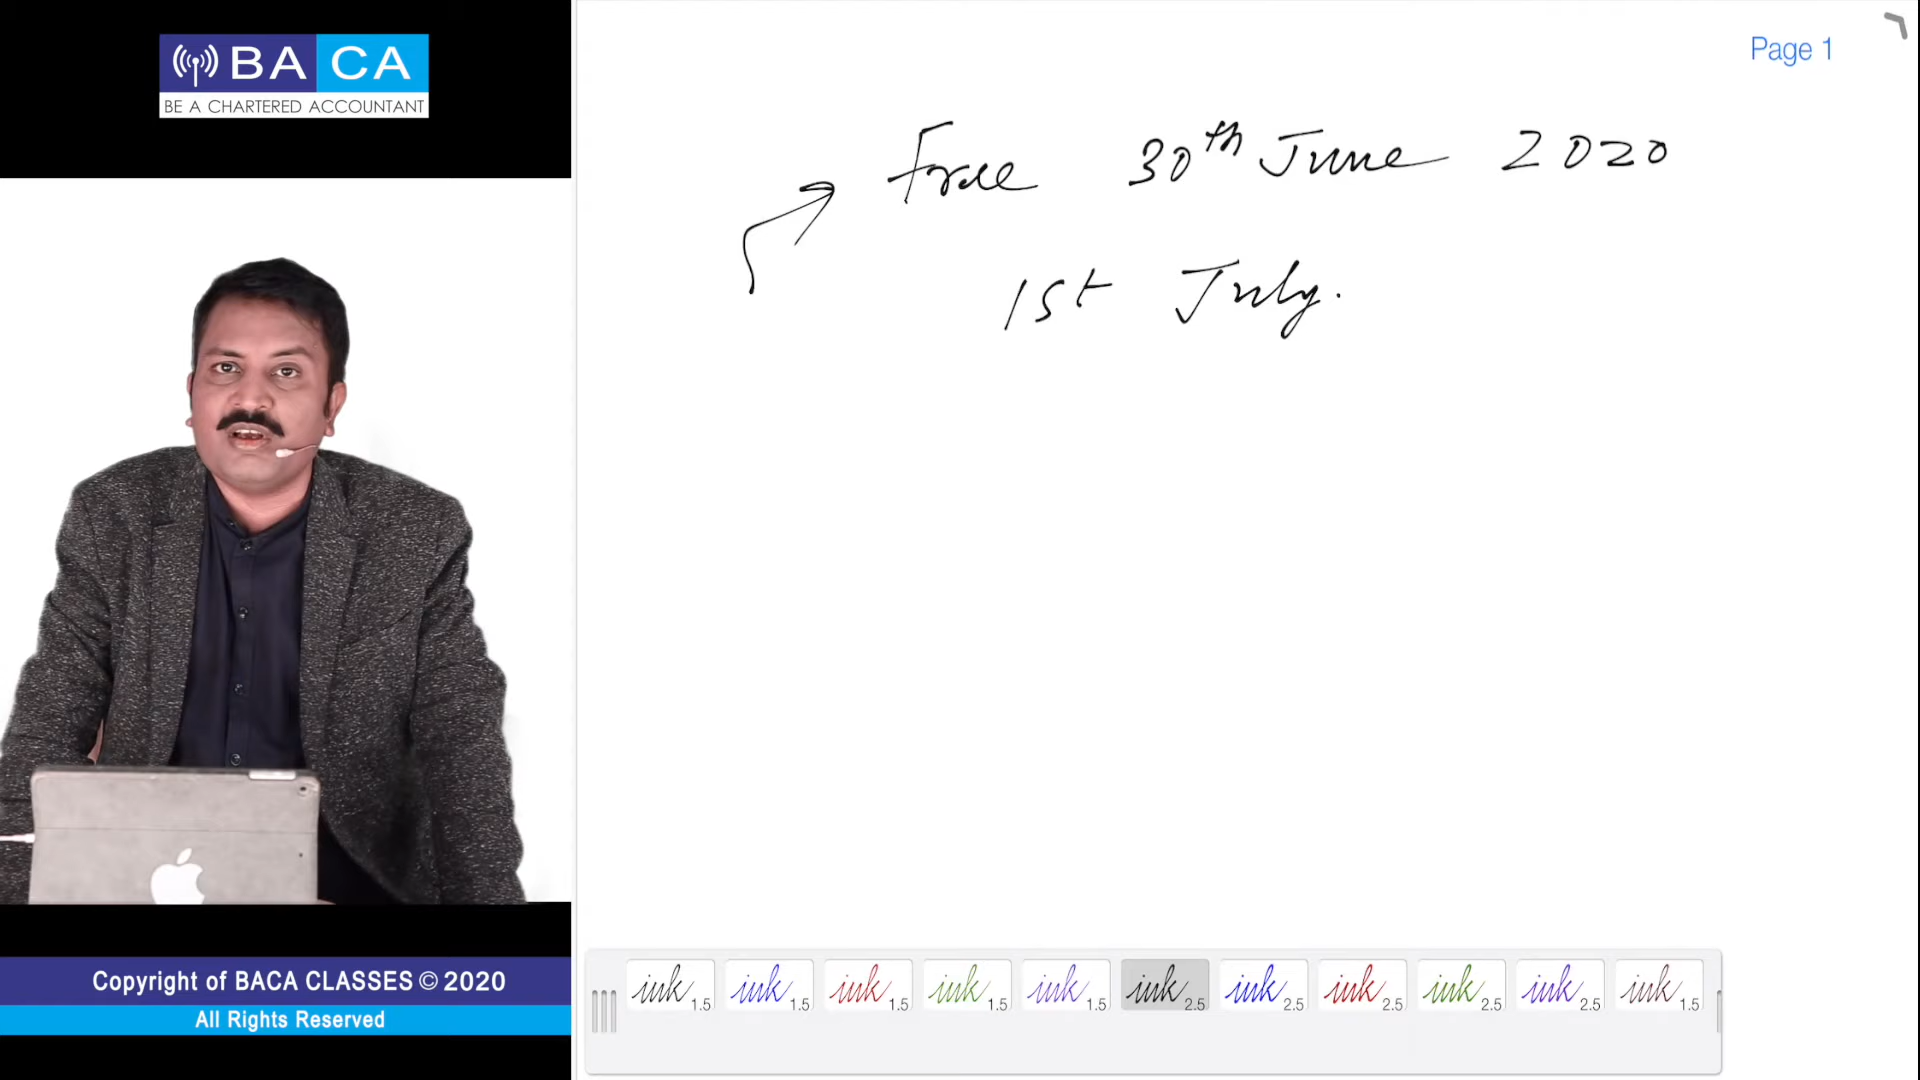 BACA
BE A CHARTERED ACCOUNTANT
Page 1
Free 30th June 2020
1st July.
ink 1.5 ink 1.5 ink 1.5 ink 1.5 ink 1.5 ink 2.5 ink 2.5 ink 2.5 ink 2.5 ink 2.5 ink 1.5
Copyright of BACA CLASSES © 2020
All Rights Reserved